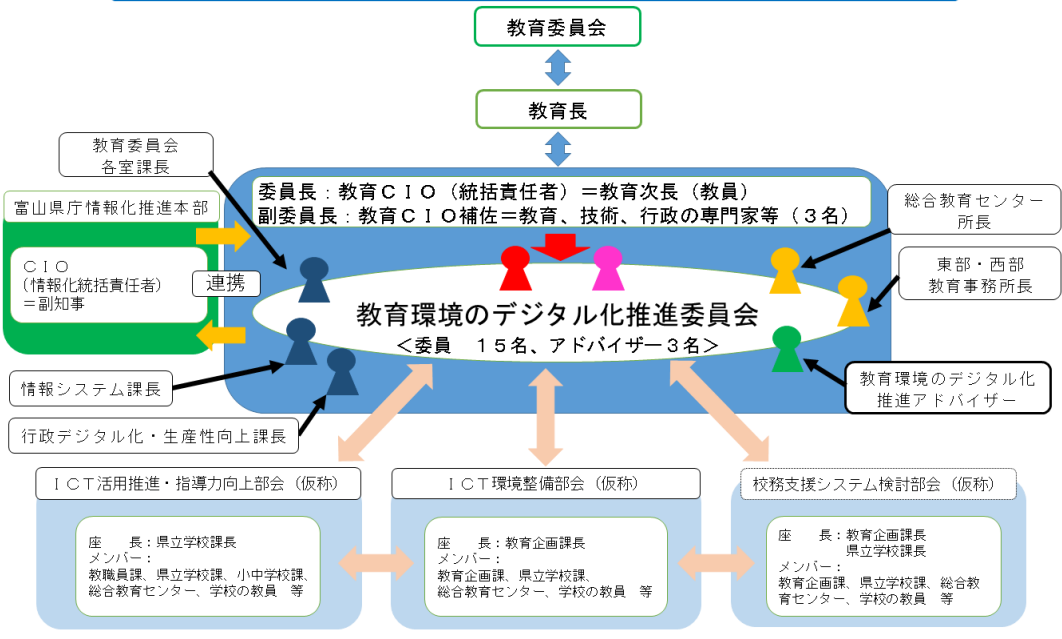 教育委員会
教育長
教育委員会
各室課長
委員長：教育ＣＩＯ（統括責任者）＝教育次長（教員）
副委員長：教育ＣＩＯ補佐＝教育、技術、行政の専門家等（３名）
富山県庁情報化推進本部
ＣＩＯ
（情報化統括責任者）
＝副知事
連携
総合教育センター
所長
東部・西部
教育事務所長
教育環境のデジタル化推進委員会
＜委員　１５名、アドバイザー３名＞
情報システム課長
行政デジタル化・生産性向上課長
教育環境のデジタル化
推進アドバイザー
ＩＣＴ活用推進・指導力向上部会（仮称）
座　　長：県立学校課長
メンバー：
教職員課、県立学校課、小中学校課、
総合教育センター、学校の教員　等
ＩＣＴ環境整備部会（仮称）
座　　長：教育企画課長
メンバー：
教育企画課、県立学校課、
総合教育センター、学校の教員　等
校務支援システム検討部会（仮称）
座　　長：教育企画課長
県立学校課長
メンバー：
教育企画課、県立学校課、総合教
育センター、学校の教員　等